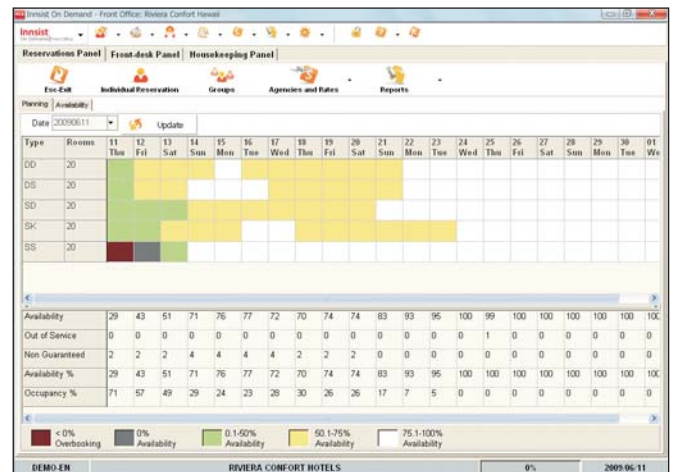 Innsist On Demand - Front Office: Riviera Confort Hawaii
Innsist
Reservations Panel Front-desk Panel Housekeeping Panel
Esc-Exit Individual Reservation Groups Agencies and Rates Reports
Planning Availability
Date 20090611 Update
Type Rooms 11 12 13 14 15 16 17 18 19 20 21 22 23 24 25 26 27 28 29 30 01
Thu Fri Sat Sun Mon Tue Wed Thu Fri Sat Sun Mon Tue Wed Thu Fri Sat Sun Mon Tue We
DD 20
DS 20
SD 20
SK 20
SS 20
Availability 29 43 51 71 76 77 72 70 74 74 83 93 95 100 99 100 100 100 100 100 100
Out of Service 0 0 0 0 0 0 0 0 0 0 0 0 0 0 1 0 0 0 0 0 0
Non Guaranteed 2 2 2 4 4 4 4 2 2 2 0 0 0 0 0 0 0 0 0 0 0
Availability % 29 43 51 71 76 77 72 70 74 74 83 93 95 100 100 100 100 100 100 100 100
Occupancy % 71 57 49 29 24 23 28 30 26 26 17 7 5 0 0 0 0 0 0 0 0
< 0% 0% 0.1-50% 50.1-75% 75.1-100%
Overbooking Availability Availability Availability Availability
DEMO-EN RIVIERA CONFORT HOTELS 0% 2009/06/11